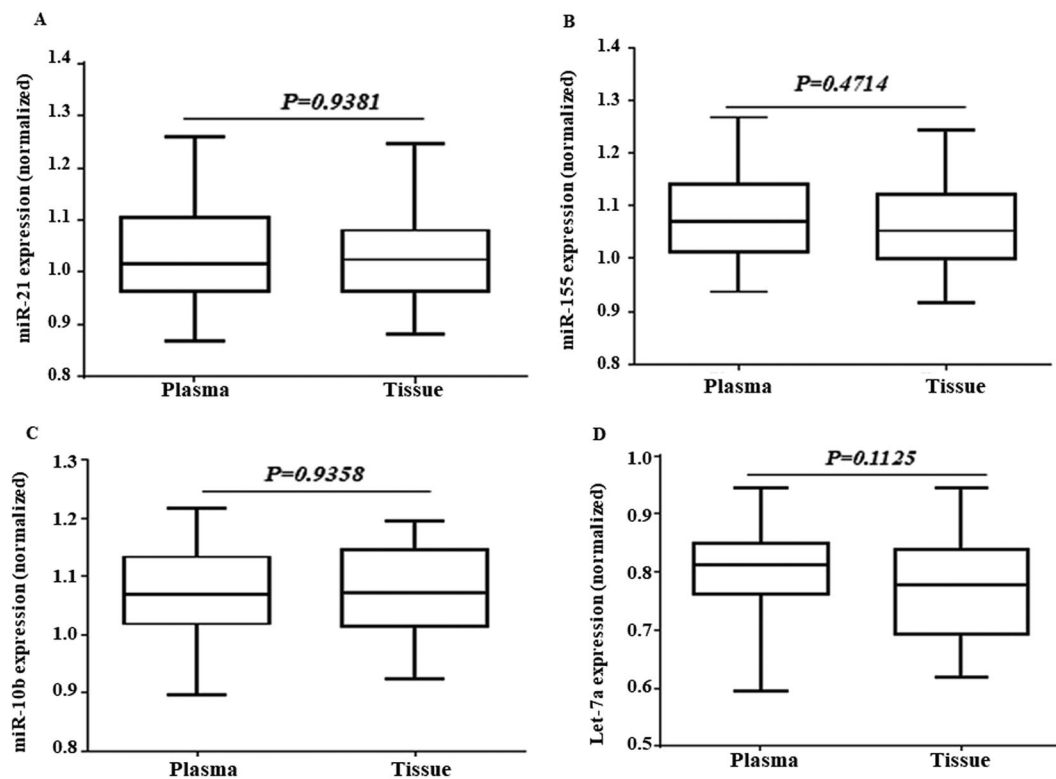 A
miR-21 expression (normalized)
1.4
1.3
1.2
1.1
1.0
0.9
0.8
P=0.9381
Plasma
Tissue
B
miR-155 expression (normalized)
1.4
1.3
1.2
1.1
1.0
0.9
0.8
P=0.4714
Plasma
Tissue
C
miR-10b expression (normalized)
1.3
1.2
1.1
1.0
0.9
0.8
P=0.9358
Plasma
Tissue
D
Let-7a expression (normalized)
1.0
0.9
0.8
0.7
0.6
0.5
P=0.1125
Plasma
Tissue